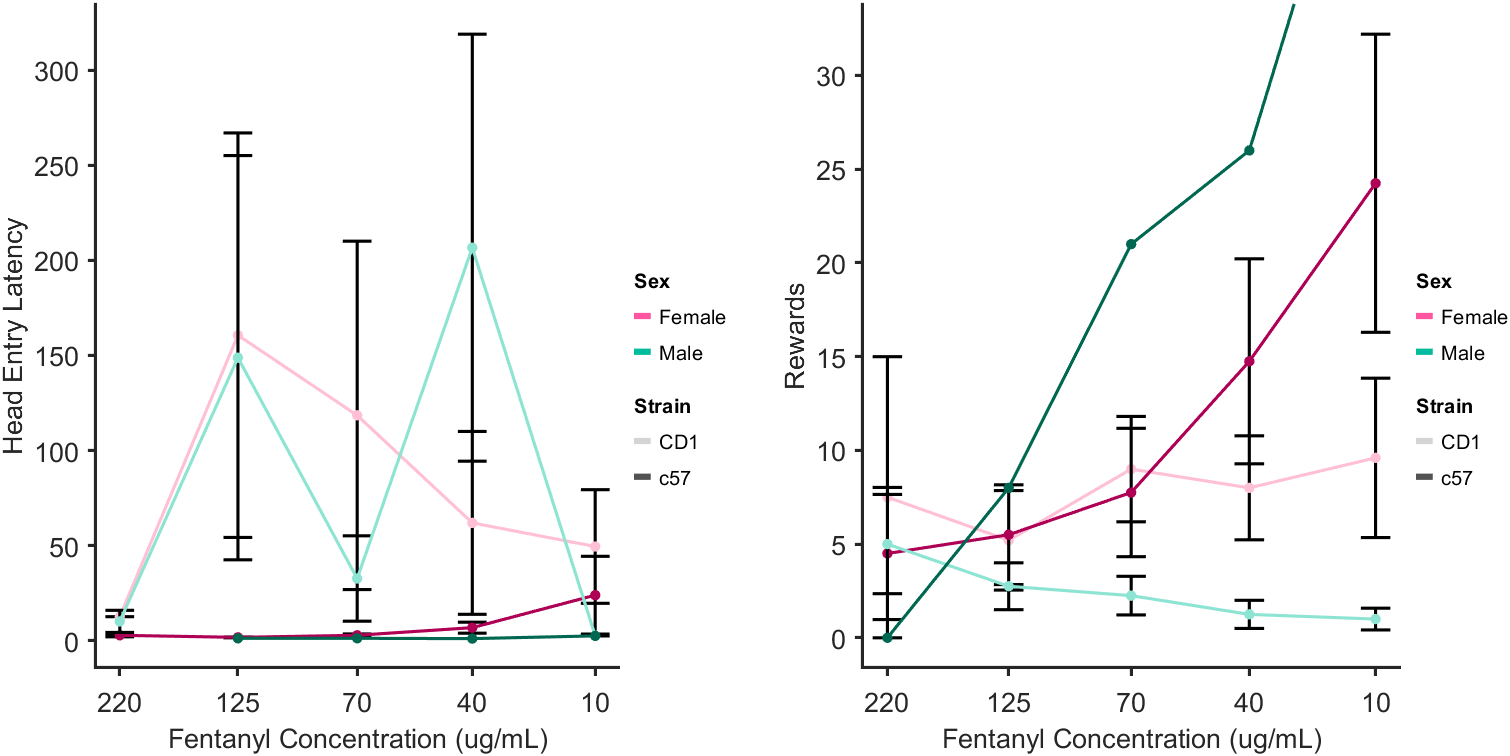 Head Entry Latency
300
250
200
150
100
50
0
220 125 70 40 10
Fentanyl Concentration (ug/mL)
Sex
Female
Male
Strain
CD1
c57
Rewards
30
25
20
15
10
5
0
220 125 70 40 10
Fentanyl Concentration (ug/mL)
Sex
Female
Male
Strain
CD1
c57